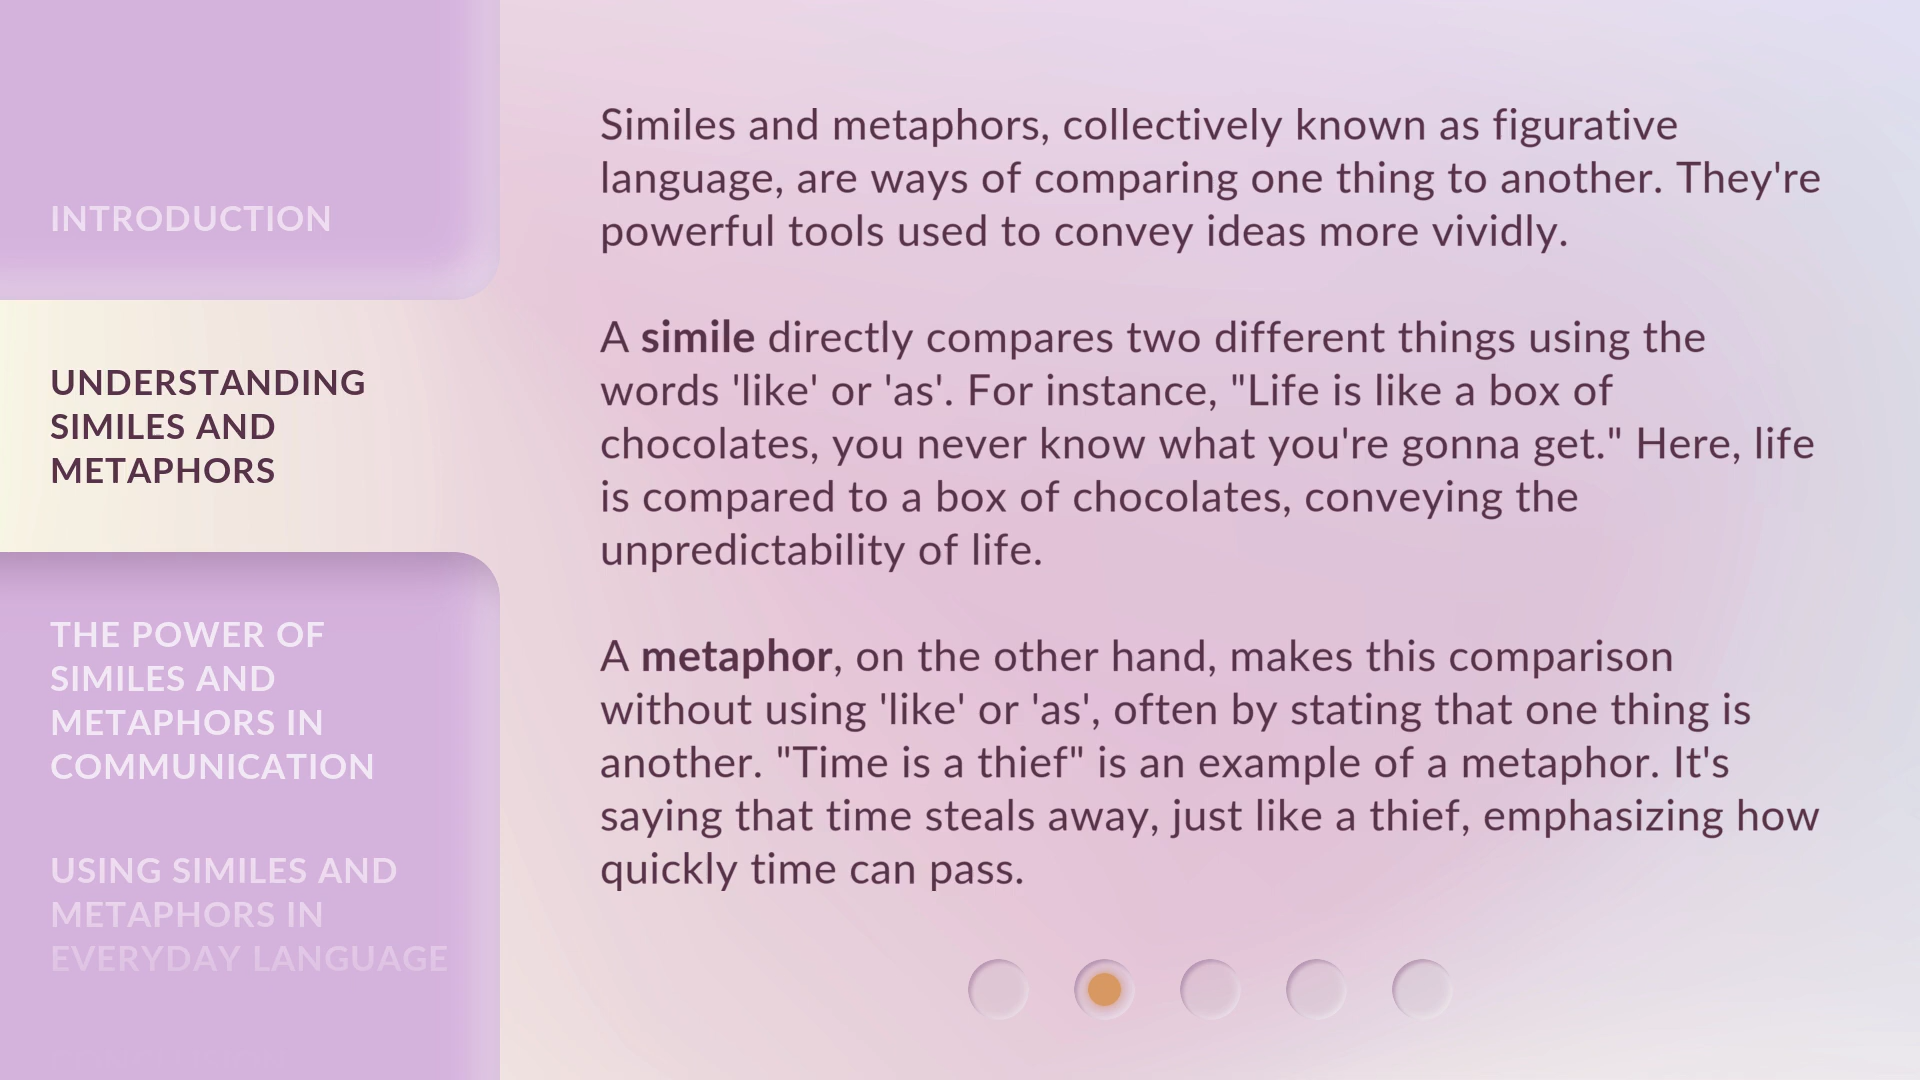 INTRODUCTION
UNDERSTANDING
SIMILES AND
METAPHORS
THE POWER OF
SIMILES AND
METAPHORS IN
COMMUNICATION
USING SIMILES AND
METAPHORS IN
EVERYDAY LANGUAGE
Similes and metaphors, collectively known as figurative
language, are ways of comparing one thing to another. They're
powerful tools used to convey ideas more vividly.
A simile directly compares two different things using the
words 'like' or 'as'. For instance, "Life is like a box of
chocolates, you never know what you're gonna get." Here, life
is compared to a box of chocolates, conveying the
unpredictability of life.
A metaphor, on the other hand, makes this comparison
without using 'like' or 'as', often by stating that one thing is
another. "Time is a thief" is an example of a metaphor. It's
saying that time steals away, just like a thief, emphasizing how
quickly time can pass.